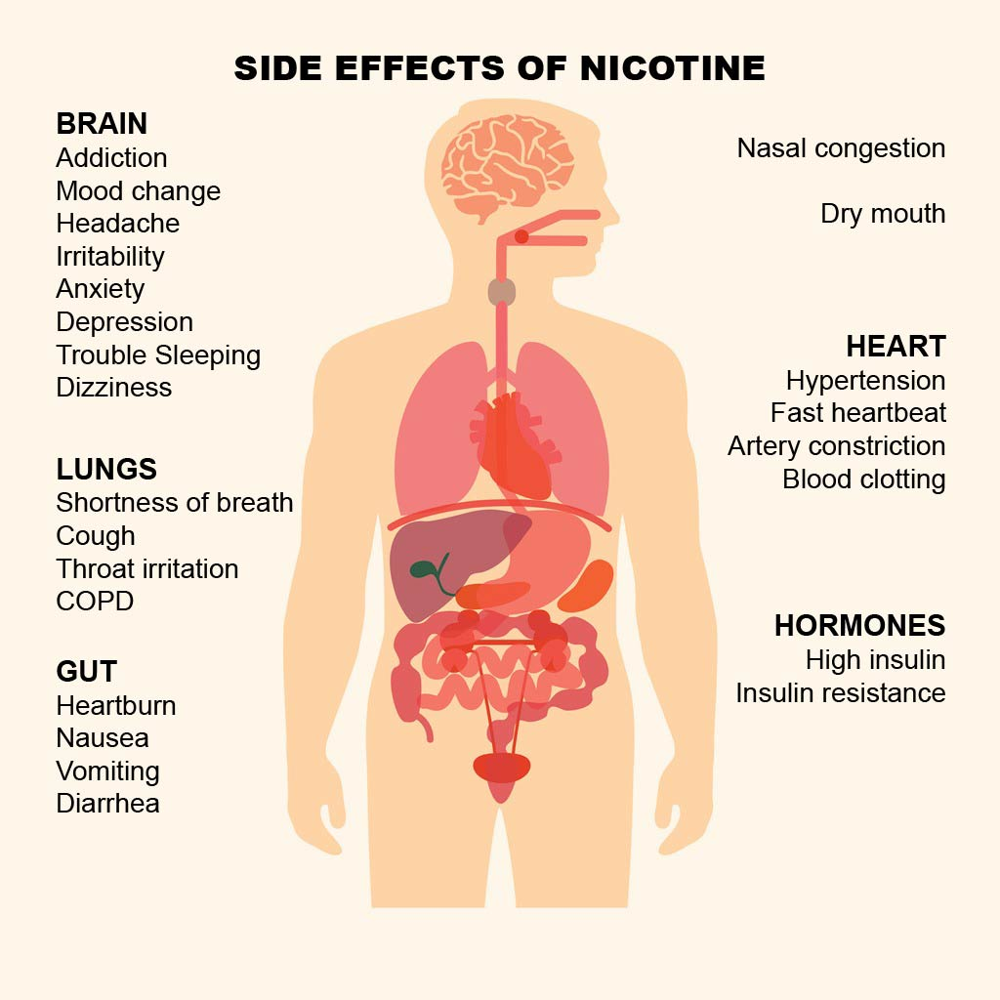 SIDE EFFECTS OF NICOTINE
BRAIN
Addiction
Mood change
Headache
Irritability
Anxiety
Depression
Trouble Sleeping
Dizziness
LUNGS
Shortness of breath
Cough
Throat irritation
COPD
GUT
Heartburn
Nausea
Vomiting
Diarrhea
Nasal congestion
Dry mouth
HEART
Hypertension
Fast heartbeat
Artery constriction
Blood clotting
HORMONES
High insulin
Insulin resistance